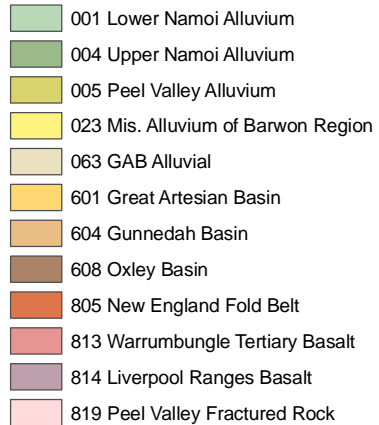 001 Lower Namoi Alluvium
004 Upper Namoi Alluvium
005 Peel Valley Alluvium
023 Mis. Alluvium of Barwon Region
063 GAB Alluvial
601 Great Artesian Basin
604 Gunnedah Basin
608 Oxley Basin
805 New England Fold Belt
813 Warrumbungle Tertiary Basalt
814 Liverpool Ranges Basalt
819 Peel Valley Fractured Rock